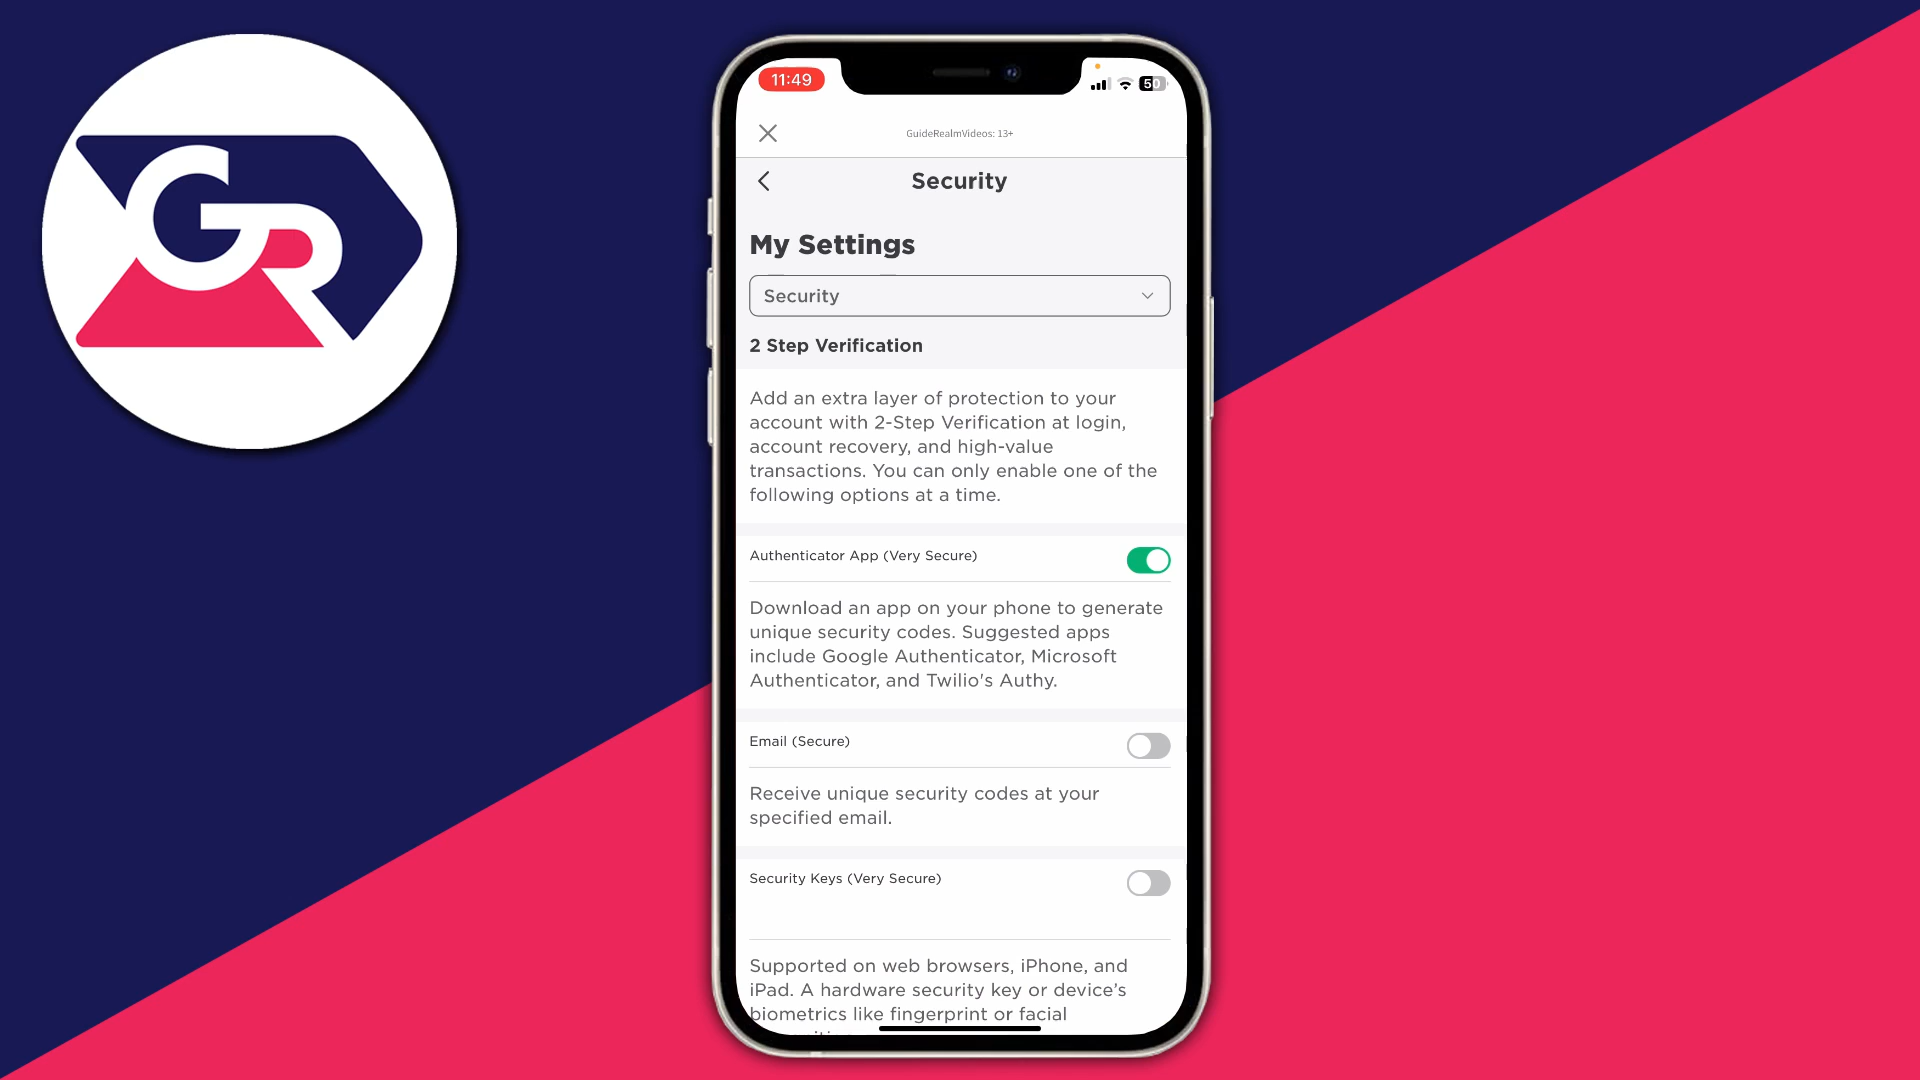 GR
11:49
50
GuideRealmVideos: 13+
Security
My Settings
Security
2 Step Verification
Add an extra layer of protection to your
account with 2-Step Verification at login,
account recovery, and high-value
transactions. You can only enable one of the
following options at a time.
Authenticator App (Very Secure)
Download an app on your phone to generate
unique security codes. Suggested apps
include Google Authenticator, Microsoft
Authenticator, and Twilio's Authy.
Email (Secure)
Receive unique security codes at your
specified email.
Security Keys (Very Secure)
Supported on web browsers, iPhone, and
iPad. A hardware security key or device's
biometrics like fingerprint or facial